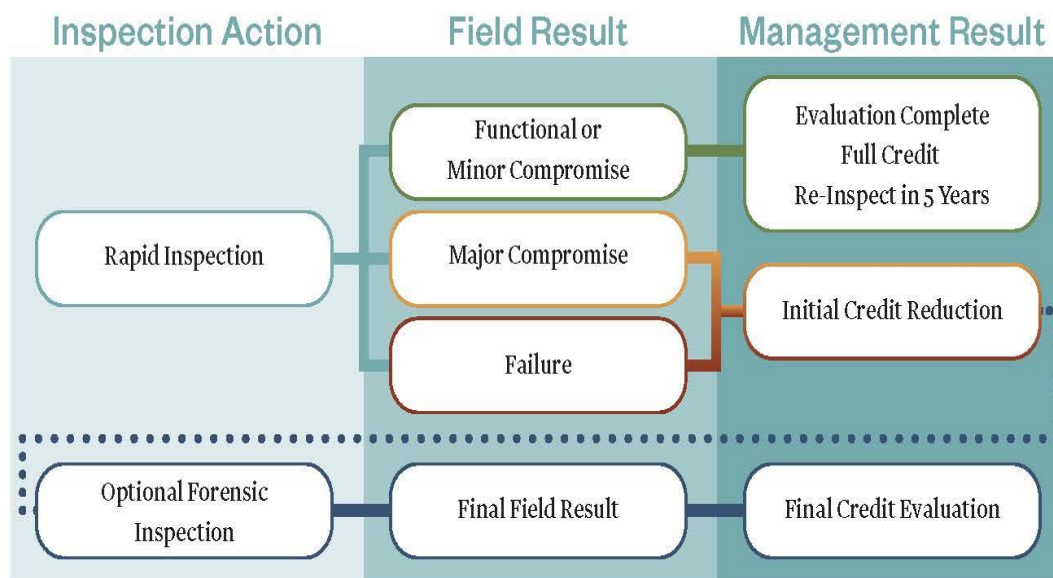 Inspection Action
Field Result
Management Result
Functional or
Minor Compromise
Evaluation Complete
Full Credit
Re-Inspect in 5 Years
Rapid Inspection
Major Compromise
Initial Credit Reduction
Failure
Optional Forensic
Inspection
Final Field Result
Final Credit Evaluation